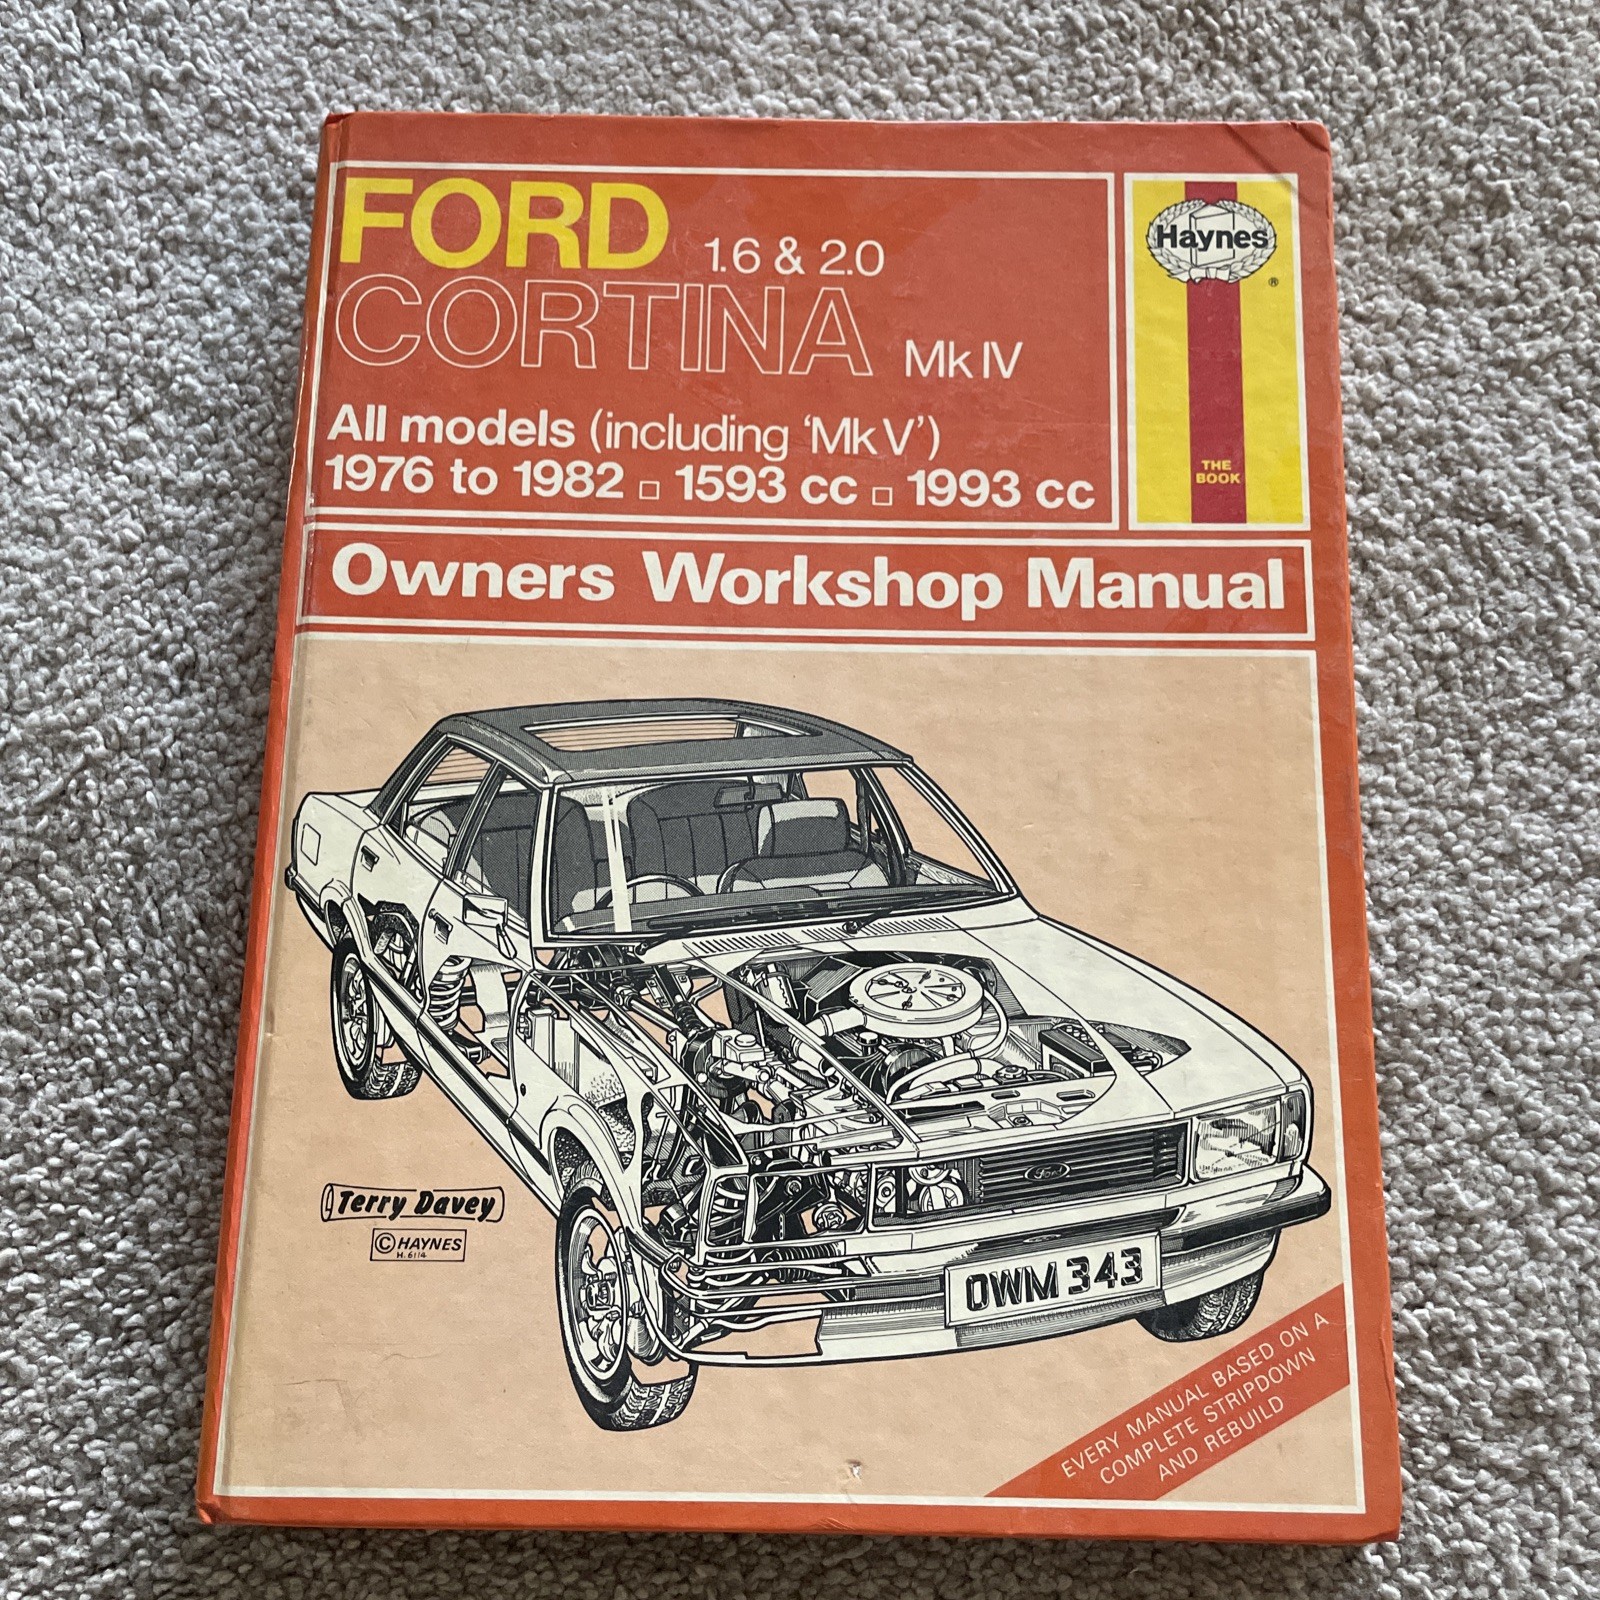 FORD 1.6 & 2.0
CORTINA Mk IV
All models (including ‘Mk V’)
1976 to 1982 □ 1593 cc □ 1993 cc
Haynes
®
THE
BOOK
Owners Workshop Manual
Ford
Terry Davey
© HAYNES
H.6114
OWM 343
EVERY MANUAL BASED ON A
COMPLETE STRIPDOWN
AND REBUILD